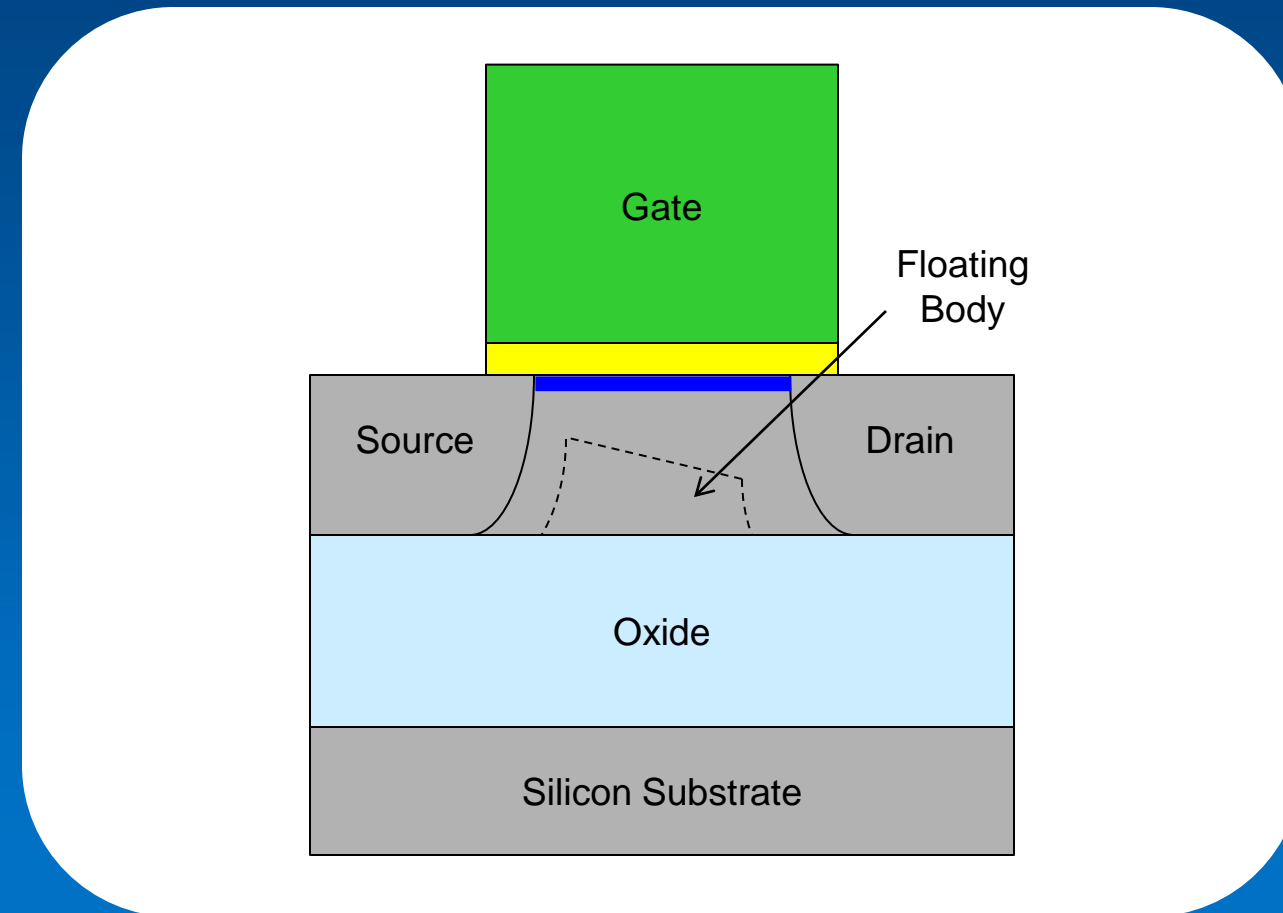 Gate
Floating
Body
Source
Drain
Oxide
Silicon Substrate